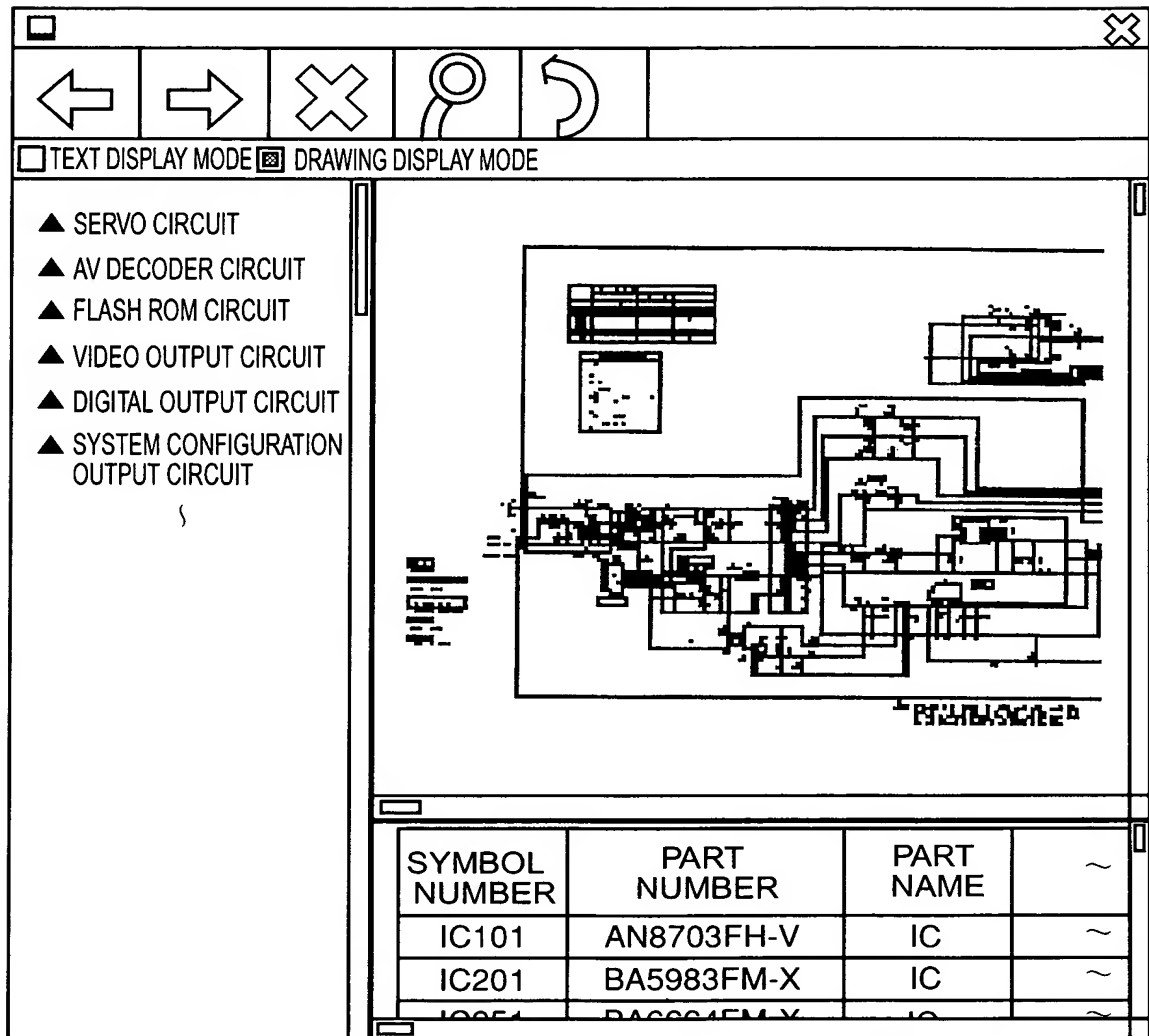 TEXT DISPLAY MODE DRAWING DISPLAY MODE
▲ SERVO CIRCUIT
▲ AV DECODER CIRCUIT
▲ FLASH ROM CIRCUIT
▲ VIDEO OUTPUT CIRCUIT
▲ DIGITAL OUTPUT CIRCUIT
▲ SYSTEM CONFIGURATION
OUTPUT CIRCUIT
SYMBOL NUMBER PART NUMBER PART NAME ~
IC101 AN8703FH-V IC ~
IC201 BA5983FM-X IC ~